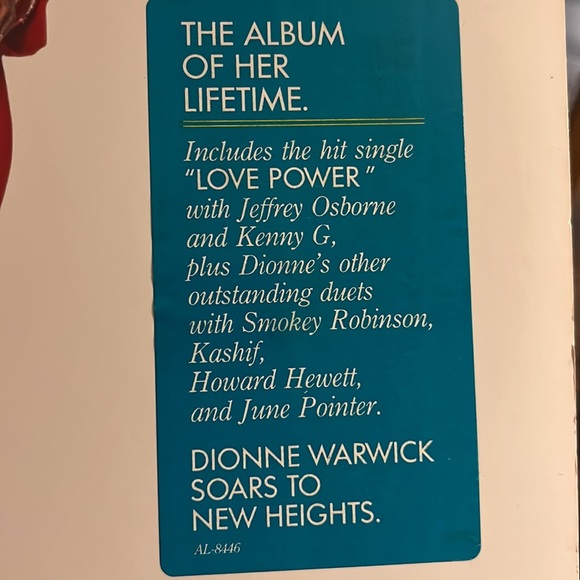 THE ALBUM
OF HER
LIFETIME.
Includes the hit single
“LOVE POWER”
with Jeffrey Osborne
and Kenny G,
plus Dionne’s other
outstanding duets
with Smokey Robinson,
Kashif,
Howard Hewett,
and June Pointer.
DIONNE WARWICK
SOARS TO
NEW HEIGHTS.
AL-8446